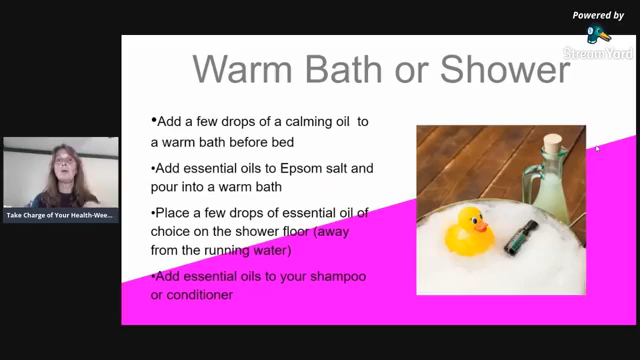 Powered by
StreamYard
Warm Bath or Shower
•Add a few drops of a calming oil to
a warm bath before bed
•Add essential oils to Epsom salt and
pour into a warm bath
•Place a few drops of essential oil of
choice on the shower floor (away
from the running water)
•Add essential oils to your shampoo
or conditioner
Take Charge of Your Health-Wee...